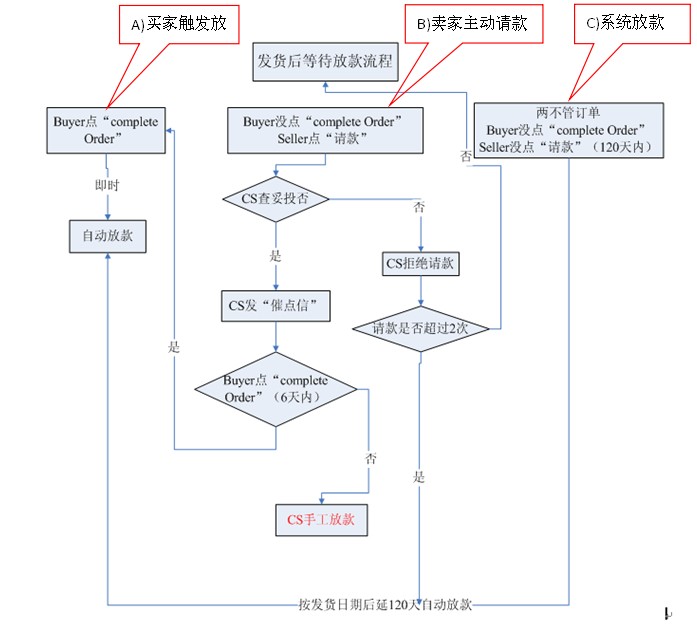 A)买家触发放
B)卖家主动请款
C)系统放款
发货后等待放款流程
Buyer点“complete
Order”
Buyer没点“complete Order”
Seller点“请款”
两不管订单
Buyer没点“complete Order”
Seller没点“请款”（120天内）
否
即时
CS查妥投否
否
自动放款
是
CS拒绝请款
CS发“催点信”
请款是否超过2次
是
Buyer点“complete
Order”（6天内）
否
是
CS手工放款
按发货日期后延120天自动放款